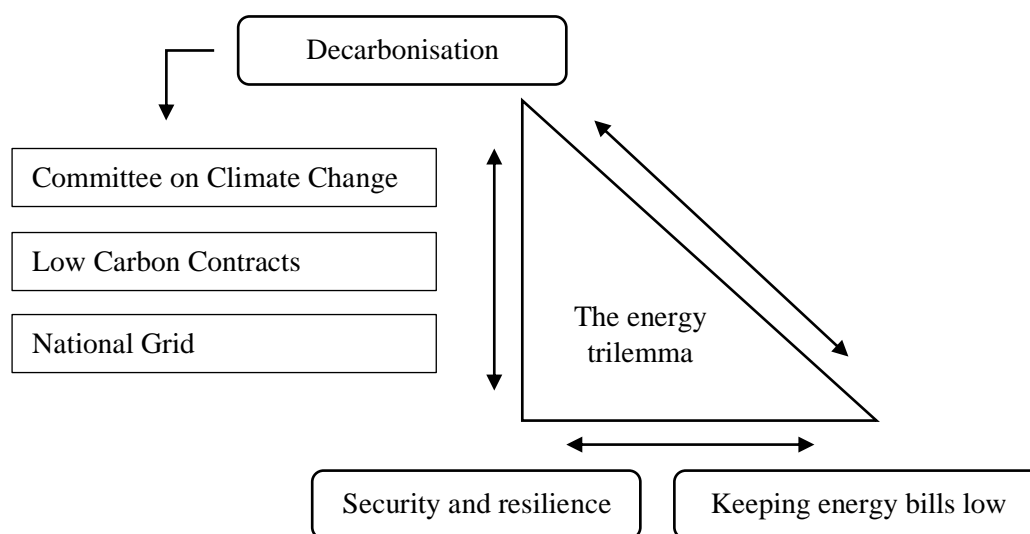 Decarbonisation
Committee on Climate Change
Low Carbon Contracts
National Grid
The energy
trilemma
Security and resilience
Keeping energy bills low